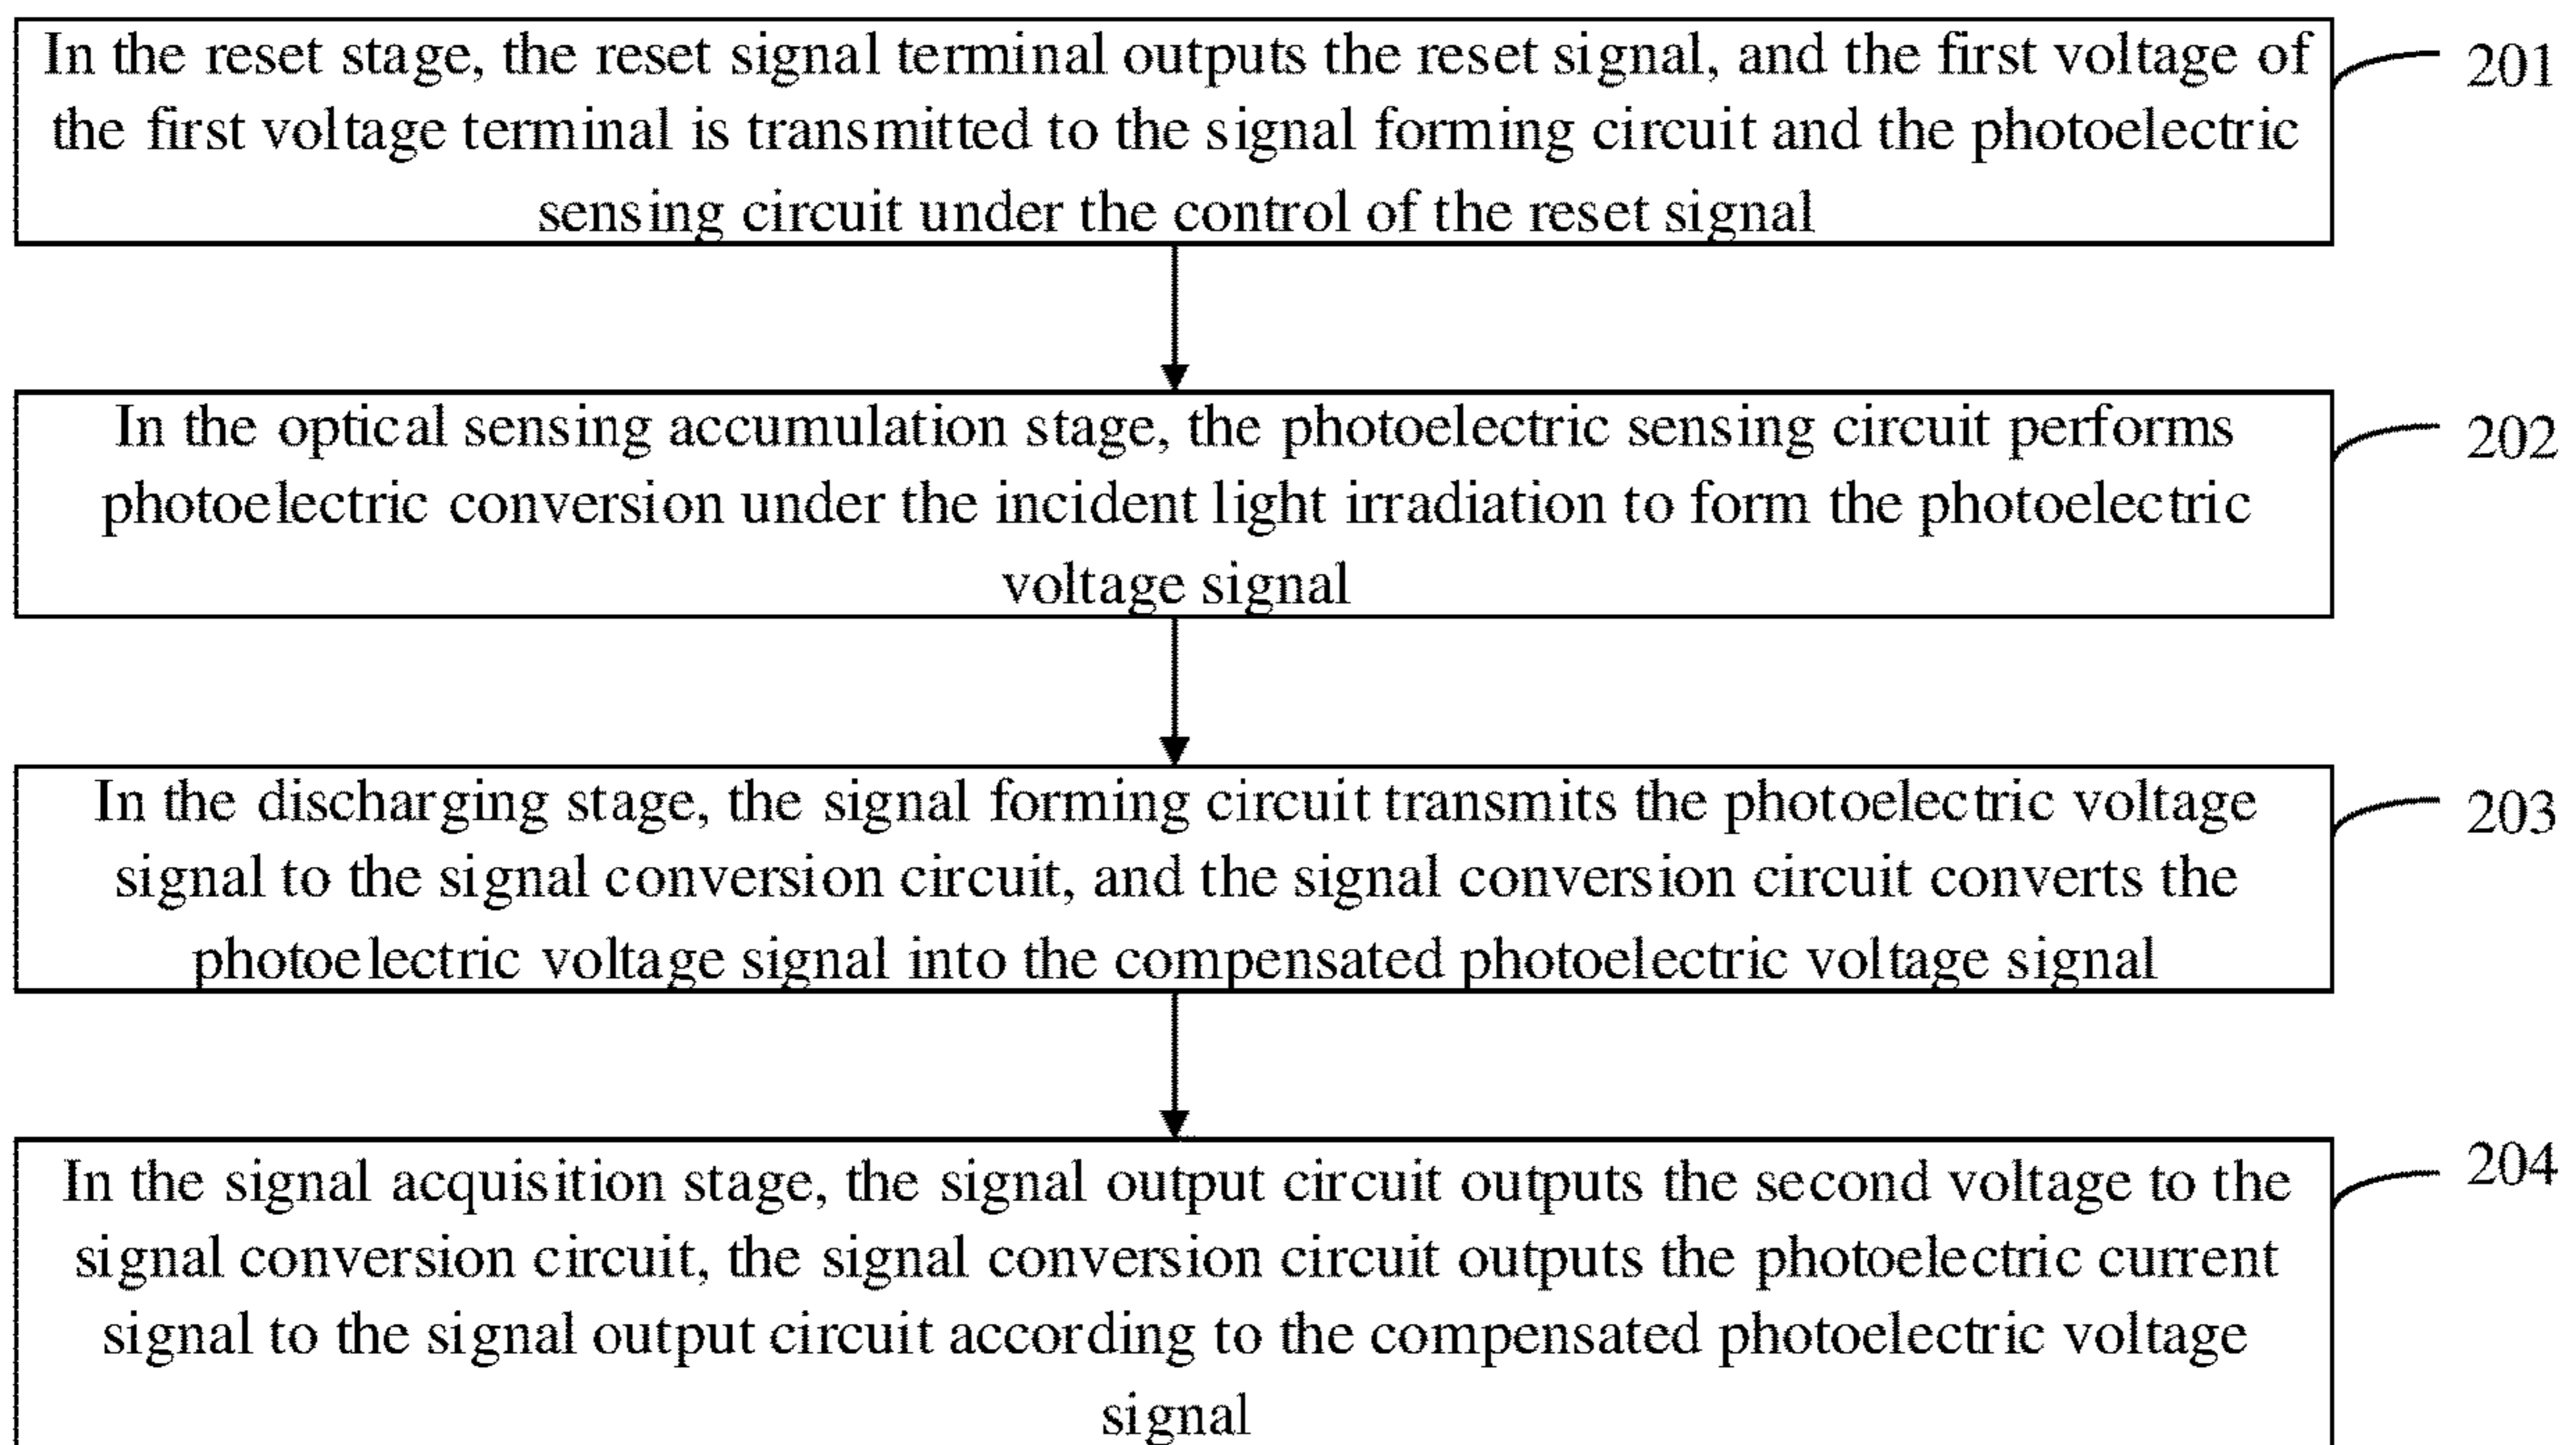 In the reset stage, the reset signal terminal outputs the reset signal, and the first voltage of
the first voltage terminal is transmitted to the signal forming circuit and the photoelectric
sensing circuit under the control of the reset signal
201
In the optical sensing accumulation stage, the photoelectric sensing circuit performs
photoelectric conversion under the incident light irradiation to form the photoelectric
voltage signal
202
In the discharging stage, the signal forming circuit transmits the photoelectric voltage
signal to the signal conversion circuit, and the signal conversion circuit converts the
photoelectric voltage signal into the compensated photoelectric voltage signal
203
In the signal acquisition stage, the signal output circuit outputs the second voltage to the
signal conversion circuit, the signal conversion circuit outputs the photoelectric current
signal to the signal output circuit according to the compensated photoelectric voltage
signal
204